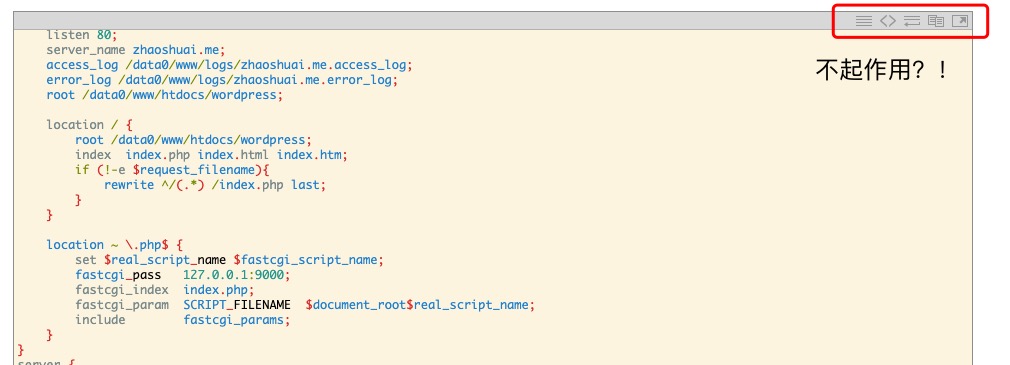 listen 80;
server_name zhaoshuai.me;
access_log /data0/www/logs/zhaoshuai.me.access_log;
error_log /data0/www/logs/zhaoshuai.me.error_log;
root /data0/www/htdocs/wordpress;
不起作用？！
location / {
root /data0/www/htdocs/wordpress;
index  index.php index.html index.htm;
if (!-e $request_filename){
rewrite ^/(.*) /index.php last;
}
}
location ~ \.php$ {
set $real_script_name $fastcgi_script_name;
fastcgi_pass   127.0.0.1:9000;
fastcgi_index  index.php;
fastcgi_param  SCRIPT_FILENAME  $document_root$real_script_name;
include        fastcgi_params;
}
}
server {